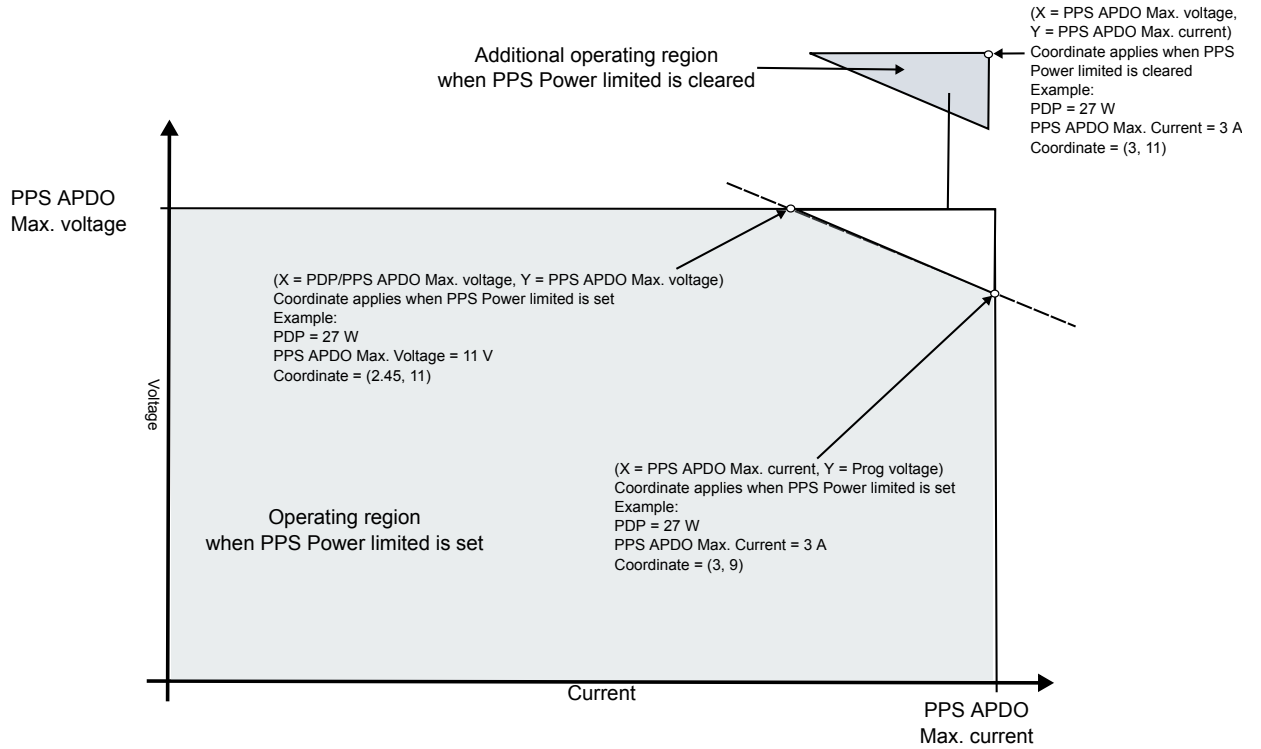 (X = PPS APDO Max. voltage,
Y = PPS APDO Max. current)
Coordinate applies when PPS
Power limited is cleared
Example:
PDP = 27 W
PPS APDO Max. Current = 3 A
Coordinate = (3, 11)
Additional operating region
when PPS Power limited is cleared
PPS APDO
Max. voltage
(X = PDP/PPS APDO Max. voltage, Y = PPS APDO Max. voltage)
Coordinate applies when PPS Power limited is set
Example:
PDP = 27 W
PPS APDO Max. Voltage = 11 V
Coordinate = (2.45, 11)
Voltage
(X = PPS APDO Max. current, Y = Prog voltage)
Coordinate applies when PPS Power limited is set
Example:
PDP = 27 W
PPS APDO Max. Current = 3 A
Coordinate = (3, 9)
Operating region
when PPS Power limited is set
Current
PPS APDO
Max. current